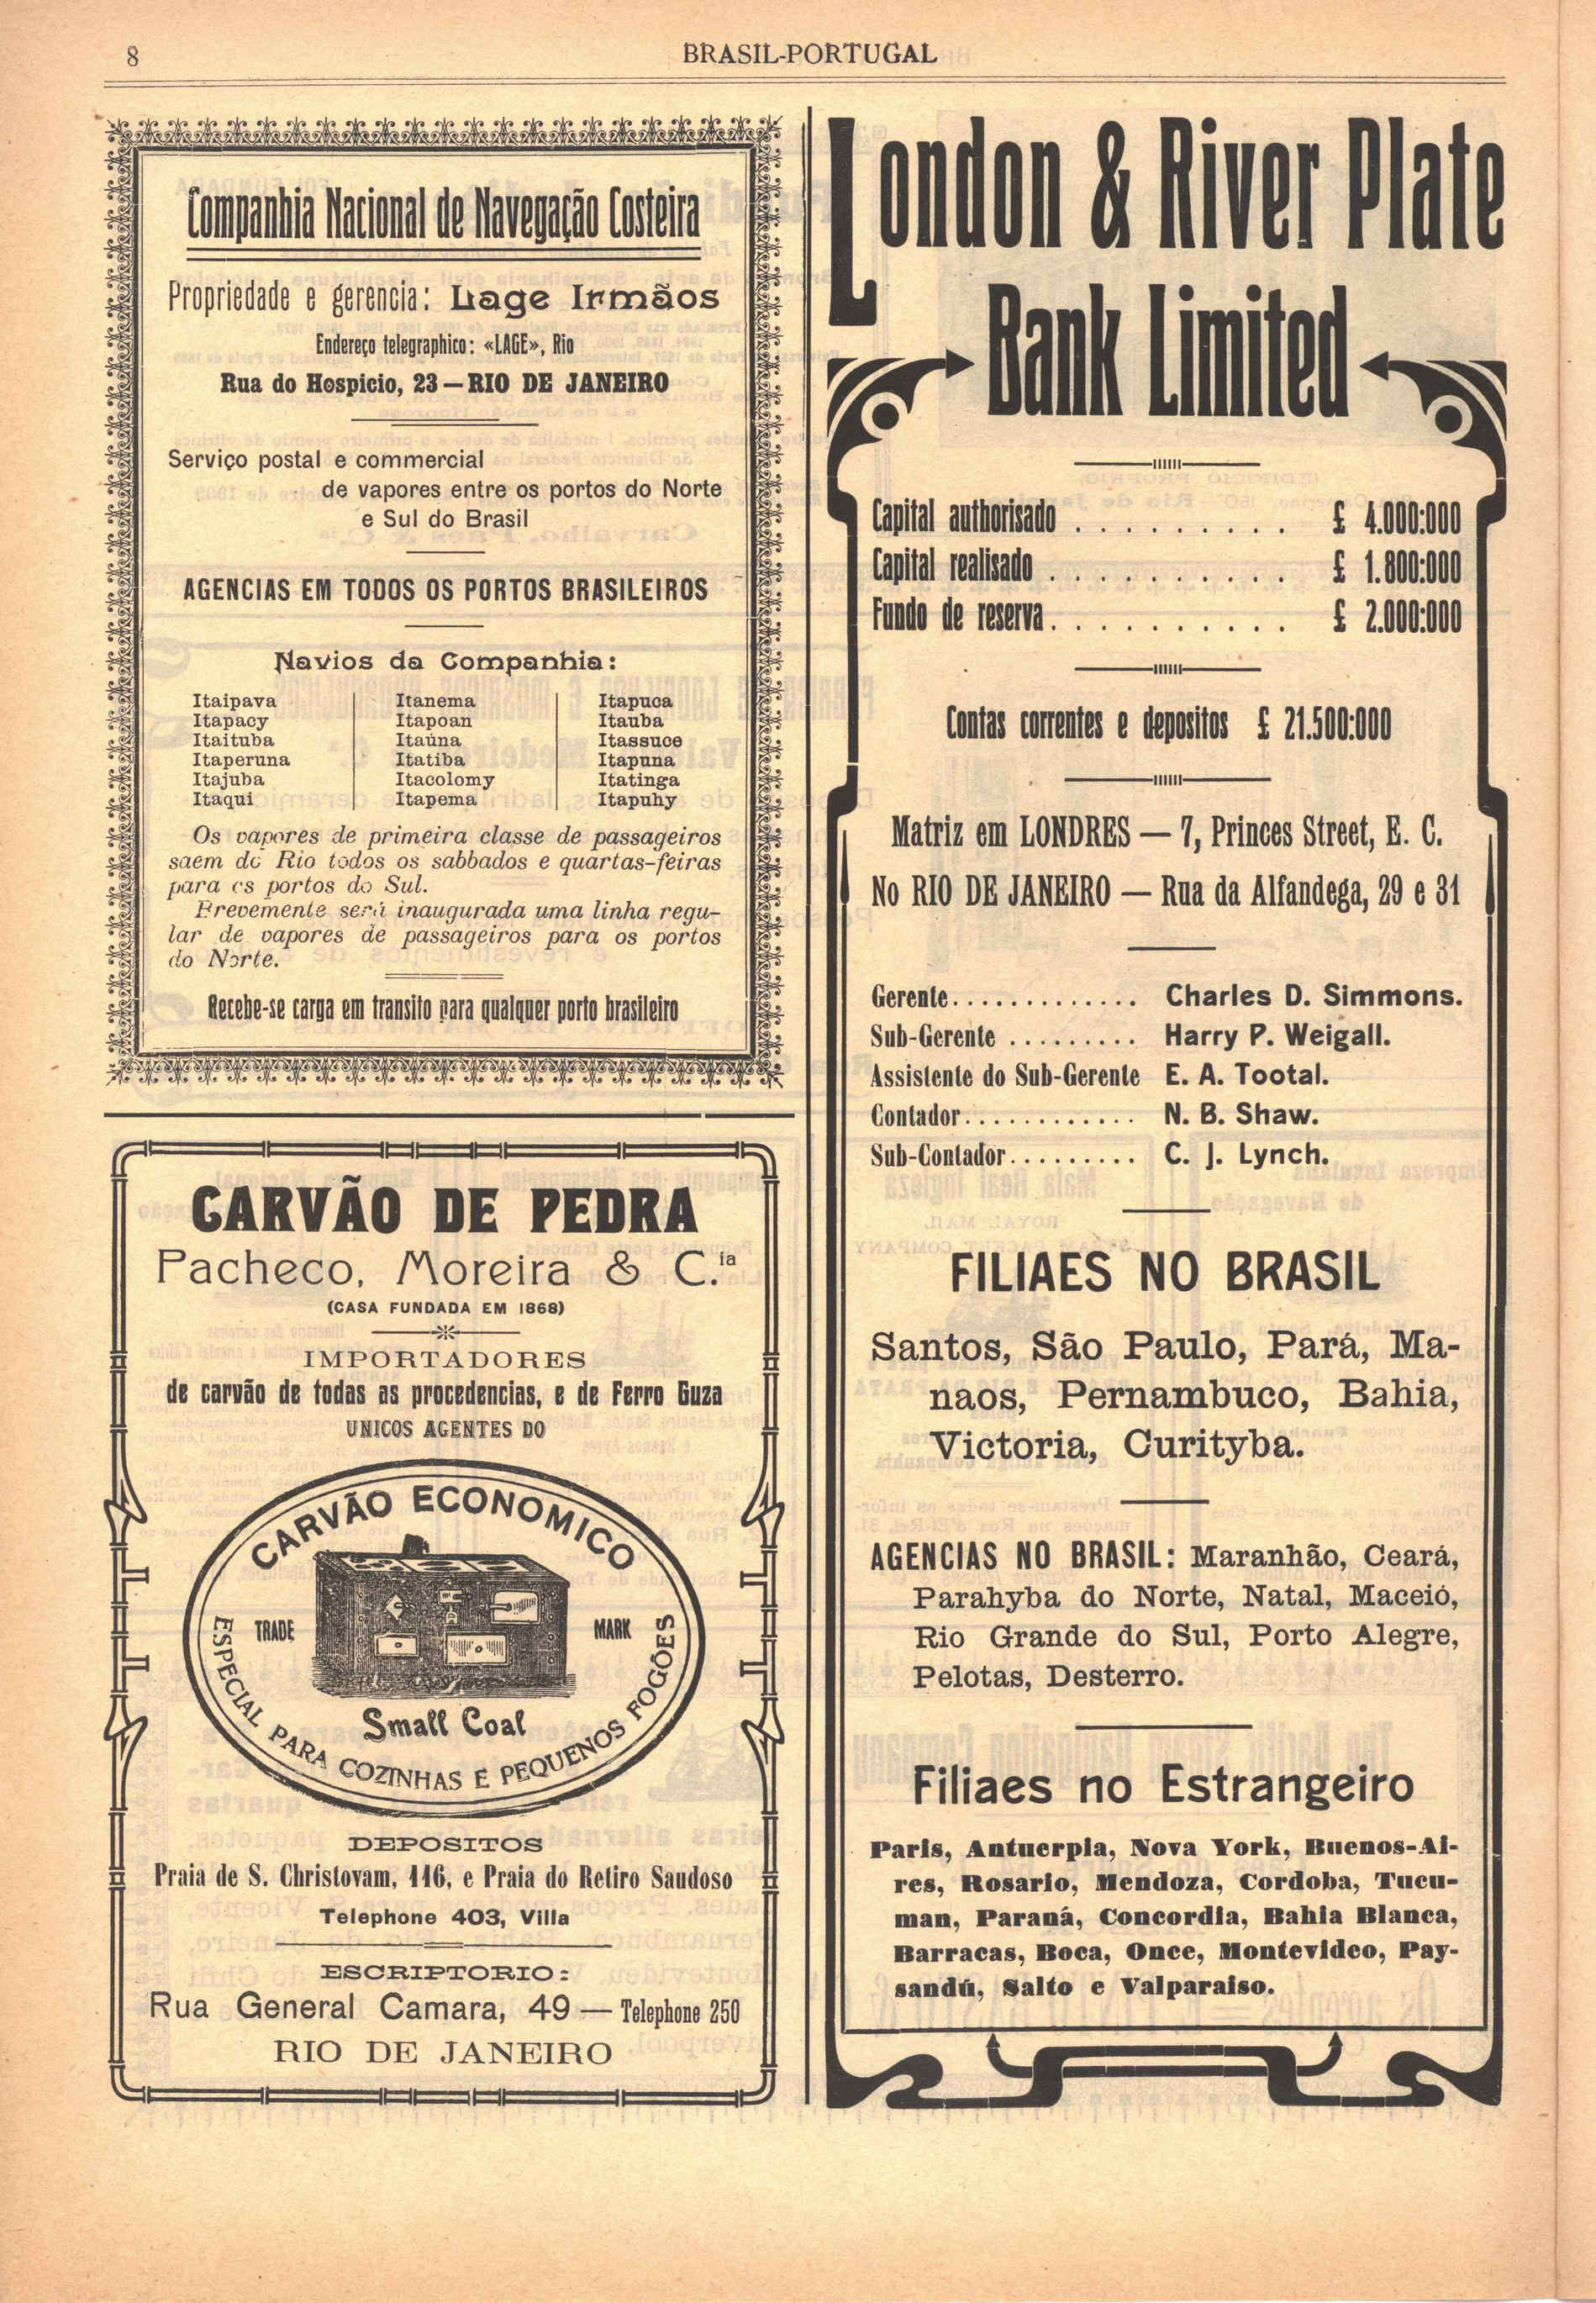 8
BRASIL-PORTUGAL
Companhia Nacional de Navegação Costeira
Propriedade e gerencia: Lage Irmãos
Endereço telegraphico: «LAGE», Rio
Rua do Hospicio, 23 — RIO DE JANEIRO
Serviço postal e commercial
de vapores entre os portos do Norte
e Sul do Brasil
AGENCIAS EM TODOS OS PORTOS BRASILEIROS
Navios da Companhia:
Itaipava Itanema Itapuca
Itapacy Itapoan Itauba
Itaituba Itaúna Itassuce
Itaperuna Itatiba Itapuna
Itajuba Itacolomy Itatinga
Itaqui Itapema Itapuhy
Os vapores de primeira classe de passageiros
saem do Rio todos os sabbados e quartas-feiras
para os portos do Sul.
Brevemente será inaugurada uma linha regu-
lar de vapores de passageiros para os portos
do Norte.
Recebe-se carga em transito para qualquer porto brasileiro
CARVÃO DE PEDRA
Pacheco, Moreira & C.ia
(CASA FUNDADA EM 1868)
IMPORTADORES
de carvão de todas as procedencias, e de Ferro Guza
UNICOS AGENTES DO
CARVÃO ECONOMICO
TRADE MARK
Small Coal
ESPECIAL PARA COZINHAS E PEQUENOS FOGÕES
DEPOSITOS
Praia de S. Christovam, 116, e Praia do Retiro Saudoso
Telephone 403, Villa
ESCRIPTORIO:
Rua General Camara, 49 — Telephone 250
RIO DE JANEIRO
London & River Plate
Bank Limited
Capital authorisado . . . . . . . . . £ 4.000:000
Capital realisado . . . . . . . . . . . £ 1.800:000
Fundo de reserva. . . . . . . . . . . £ 2.000:000
Contas correntes e depositos £ 21.500:000
Matriz em LONDRES — 7, Princes Street, E. C.
No RIO DE JANEIRO — Rua da Alfandega, 29 e 31
Gerente............. Charles D. Simmons.
Sub-Gerente ......... Harry P. Weigall.
Assistente do Sub-Gerente E. A. Tootal.
Contador............ N. B. Shaw.
Sub-Contador......... C. J. Lynch.
FILIAES NO BRASIL
Santos, São Paulo, Pará, Ma-
naos, Pernambuco, Bahia,
Victoria, Curityba.
AGENCIAS NO BRASIL: Maranhão, Ceará,
Parahyba do Norte, Natal, Maceió,
Rio Grande do Sul, Porto Alegre,
Pelotas, Desterro.
Filiaes no Estrangeiro
Paris, Antuerpia, Nova York, Buenos-Ai-
res, Rosario, Mendoza, Cordoba, Tucu-
man, Paraná, Concordia, Bahia Blanca,
Barracas, Boca, Once, Montevideo, Pay-
sandú, Salto e Valparaiso.